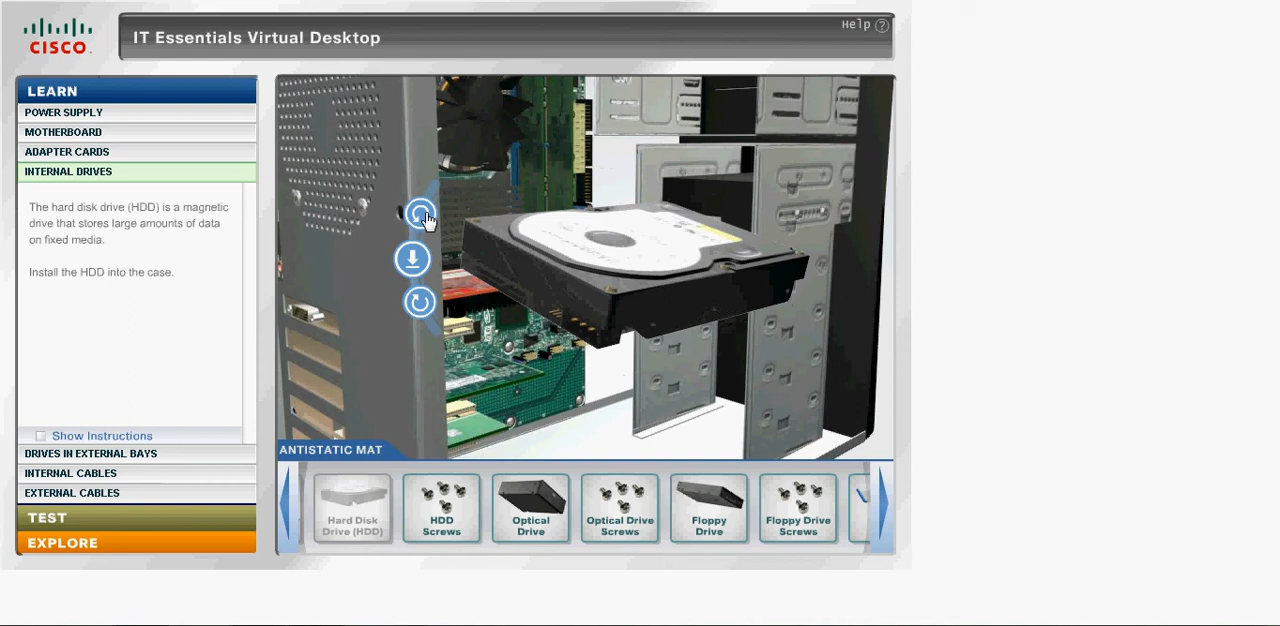 CISCO
IT Essentials Virtual Desktop
Help ?
LEARN
POWER SUPPLY
MOTHERBOARD
ADAPTER CARDS
INTERNAL DRIVES
The hard disk drive (HDD) is a magnetic
drive that stores large amounts of data
on fixed media.
Install the HDD into the case.
Show Instructions
DRIVES IN EXTERNAL BAYS
INTERNAL CABLES
EXTERNAL CABLES
TEST
EXPLORE
ANTISTATIC MAT
Hard Disk
Drive (HDD)
HDD
Screws
Optical
Drive
Optical Drive
Screws
Floppy
Drive
Floppy Drive
Screws